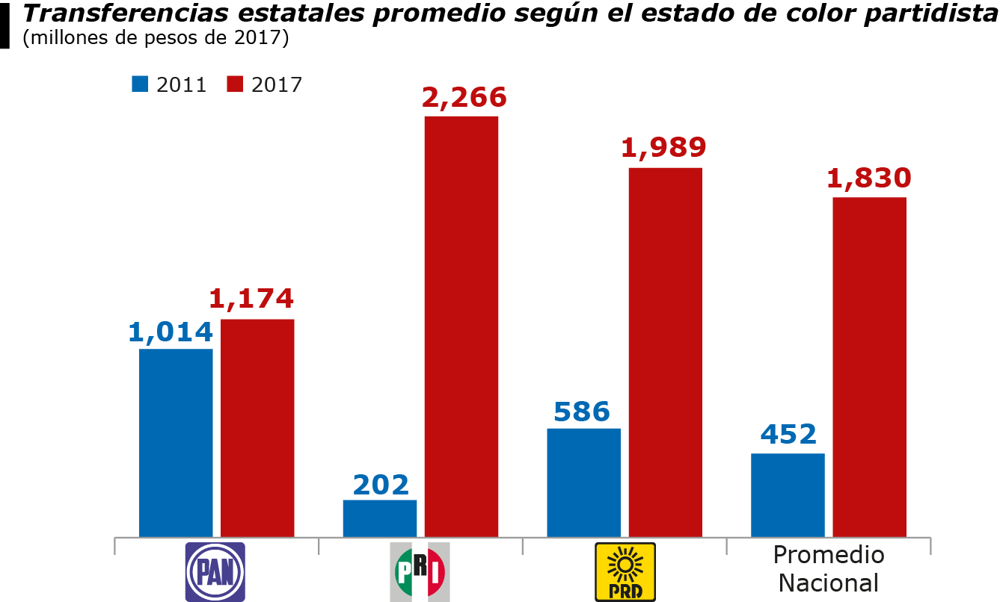 Transferencias estatales promedio según el estado de color partidista
(millones de pesos de 2017)
2011 2017
2,266
1,989
1,830
1,174
1,014
586
452
202
PAN
PRI
PRD
Promedio
Nacional